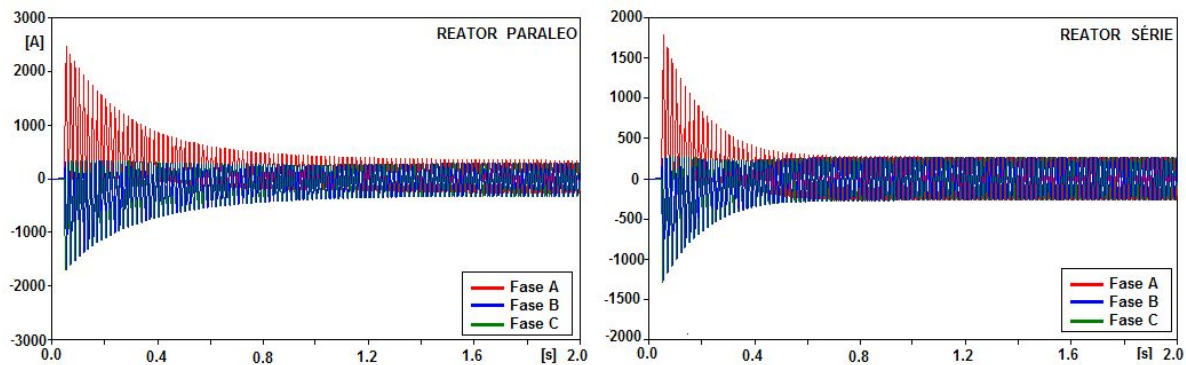 3000
[A]
2000
1000
0
-1000
-2000
-3000
REATOR PARALEO
Fase A
Fase B
Fase C
0.0
0.4
0.8
1.2
1.6
[s]
2.0
2000
1500
1000
500
0
-500
-1000
-1500
-2000
REATOR SÉRIE
Fase A
Fase B
Fase C
0.0
0.4
0.8
1.2
1.6
[s]
2.0